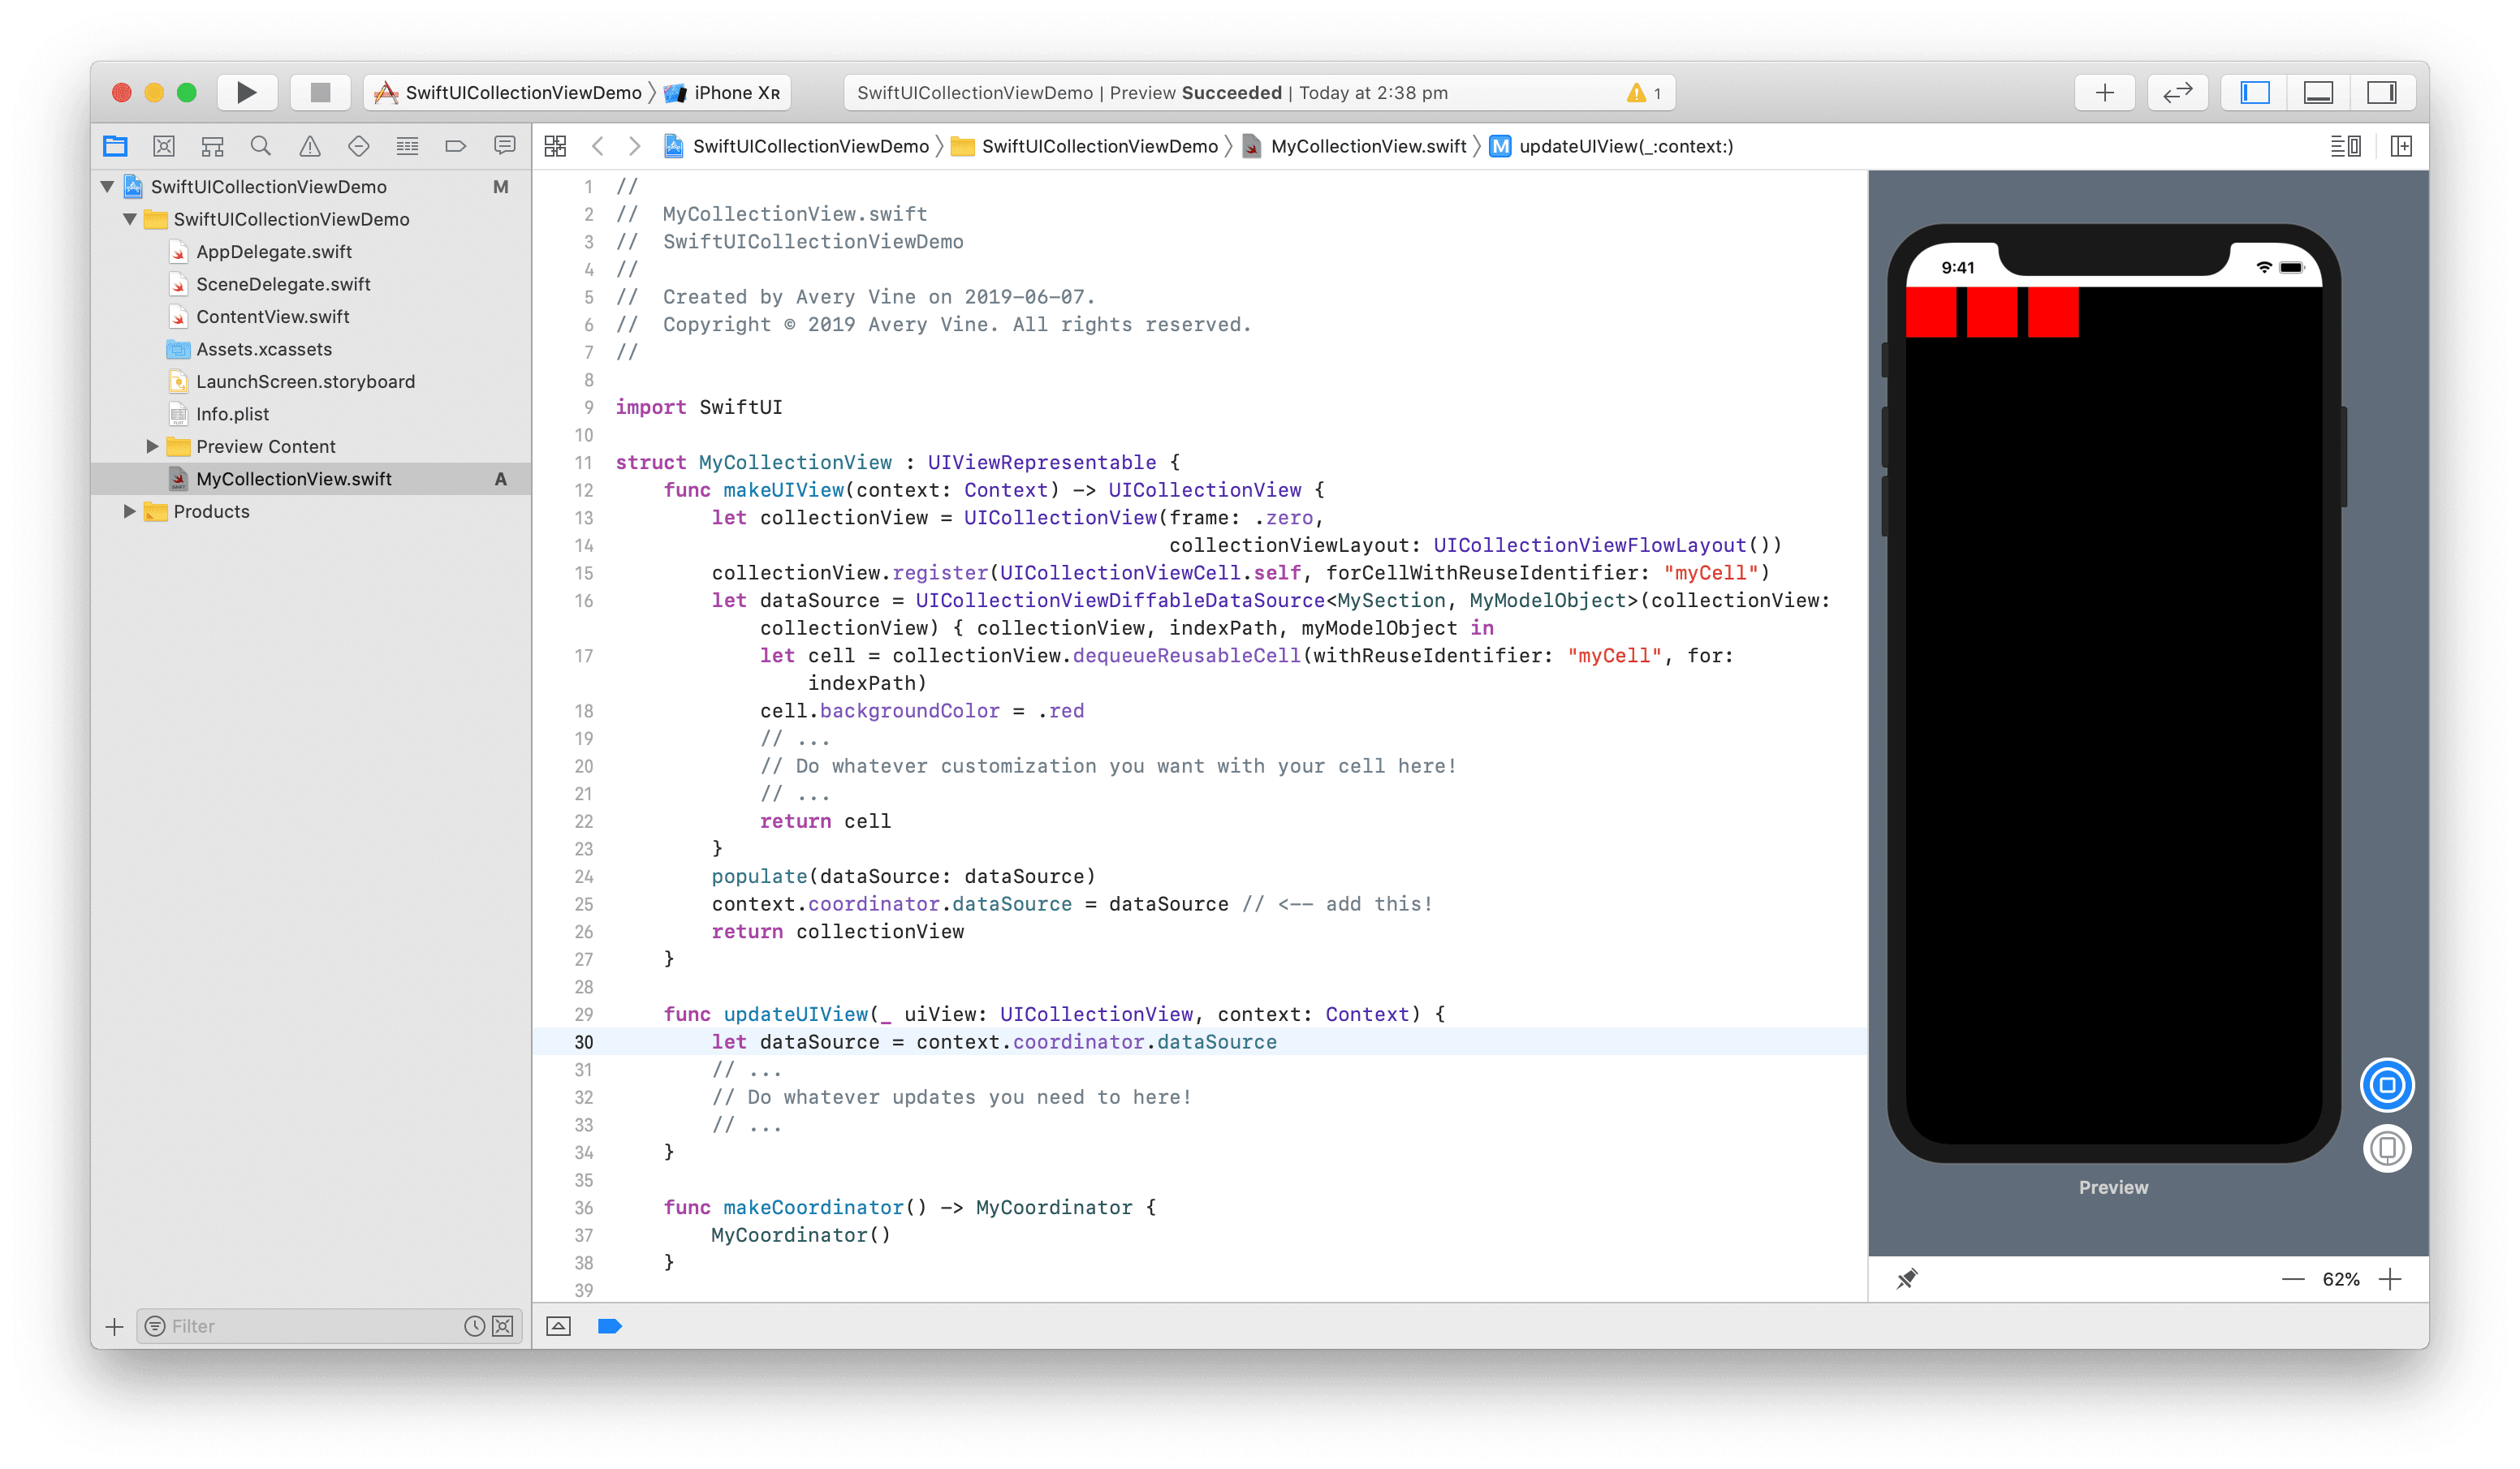 SwiftUICollectionViewDemo
iPhone Xʀ
SwiftUICollectionViewDemo | Preview Succeeded | Today at 2:38 pm
1
SwiftUICollectionViewDemo
SwiftUICollectionViewDemo
MyCollectionView.swift
M
updateUIView(_:context:)
SwiftUICollectionViewDemo
M
SwiftUICollectionViewDemo
AppDelegate.swift
SceneDelegate.swift
ContentView.swift
Assets.xcassets
LaunchScreen.storyboard
Info.plist
Preview Content
MyCollectionView.swift
A
Products
Filter
1 //
2 //  MyCollectionView.swift
3 //  SwiftUICollectionViewDemo
4 //
5 //  Created by Avery Vine on 2019-06-07.
6 //  Copyright © 2019 Avery Vine. All rights reserved.
7 //
8
9 import SwiftUI
10
11 struct MyCollectionView : UIViewRepresentable {
12     func makeUIView(context: Context) -> UICollectionView {
13         let collectionView = UICollectionView(frame: .zero,
14                                               collectionViewLayout: UICollectionViewFlowLayout())
15         collectionView.register(UICollectionViewCell.self, forCellWithReuseIdentifier: "myCell")
16         let dataSource = UICollectionViewDiffableDataSource<MySection, MyModelObject>(collectionView:
            collectionView) { collectionView, indexPath, myModelObject in
17             let cell = collectionView.dequeueReusableCell(withReuseIdentifier: "myCell", for:
                indexPath)
18             cell.backgroundColor = .red
19             // ...
20             // Do whatever customization you want with your cell here!
21             // ...
22             return cell
23         }
24         populate(dataSource: dataSource)
25         context.coordinator.dataSource = dataSource // <-- add this!
26         return collectionView
27     }
28
29     func updateUIView(_ uiView: UICollectionView, context: Context) {
30         let dataSource = context.coordinator.dataSource
31         // ...
32         // Do whatever updates you need to here!
33         // ...
34     }
35
36     func makeCoordinator() -> MyCoordinator {
37         MyCoordinator()
38     }
39
9:41
Preview
62%